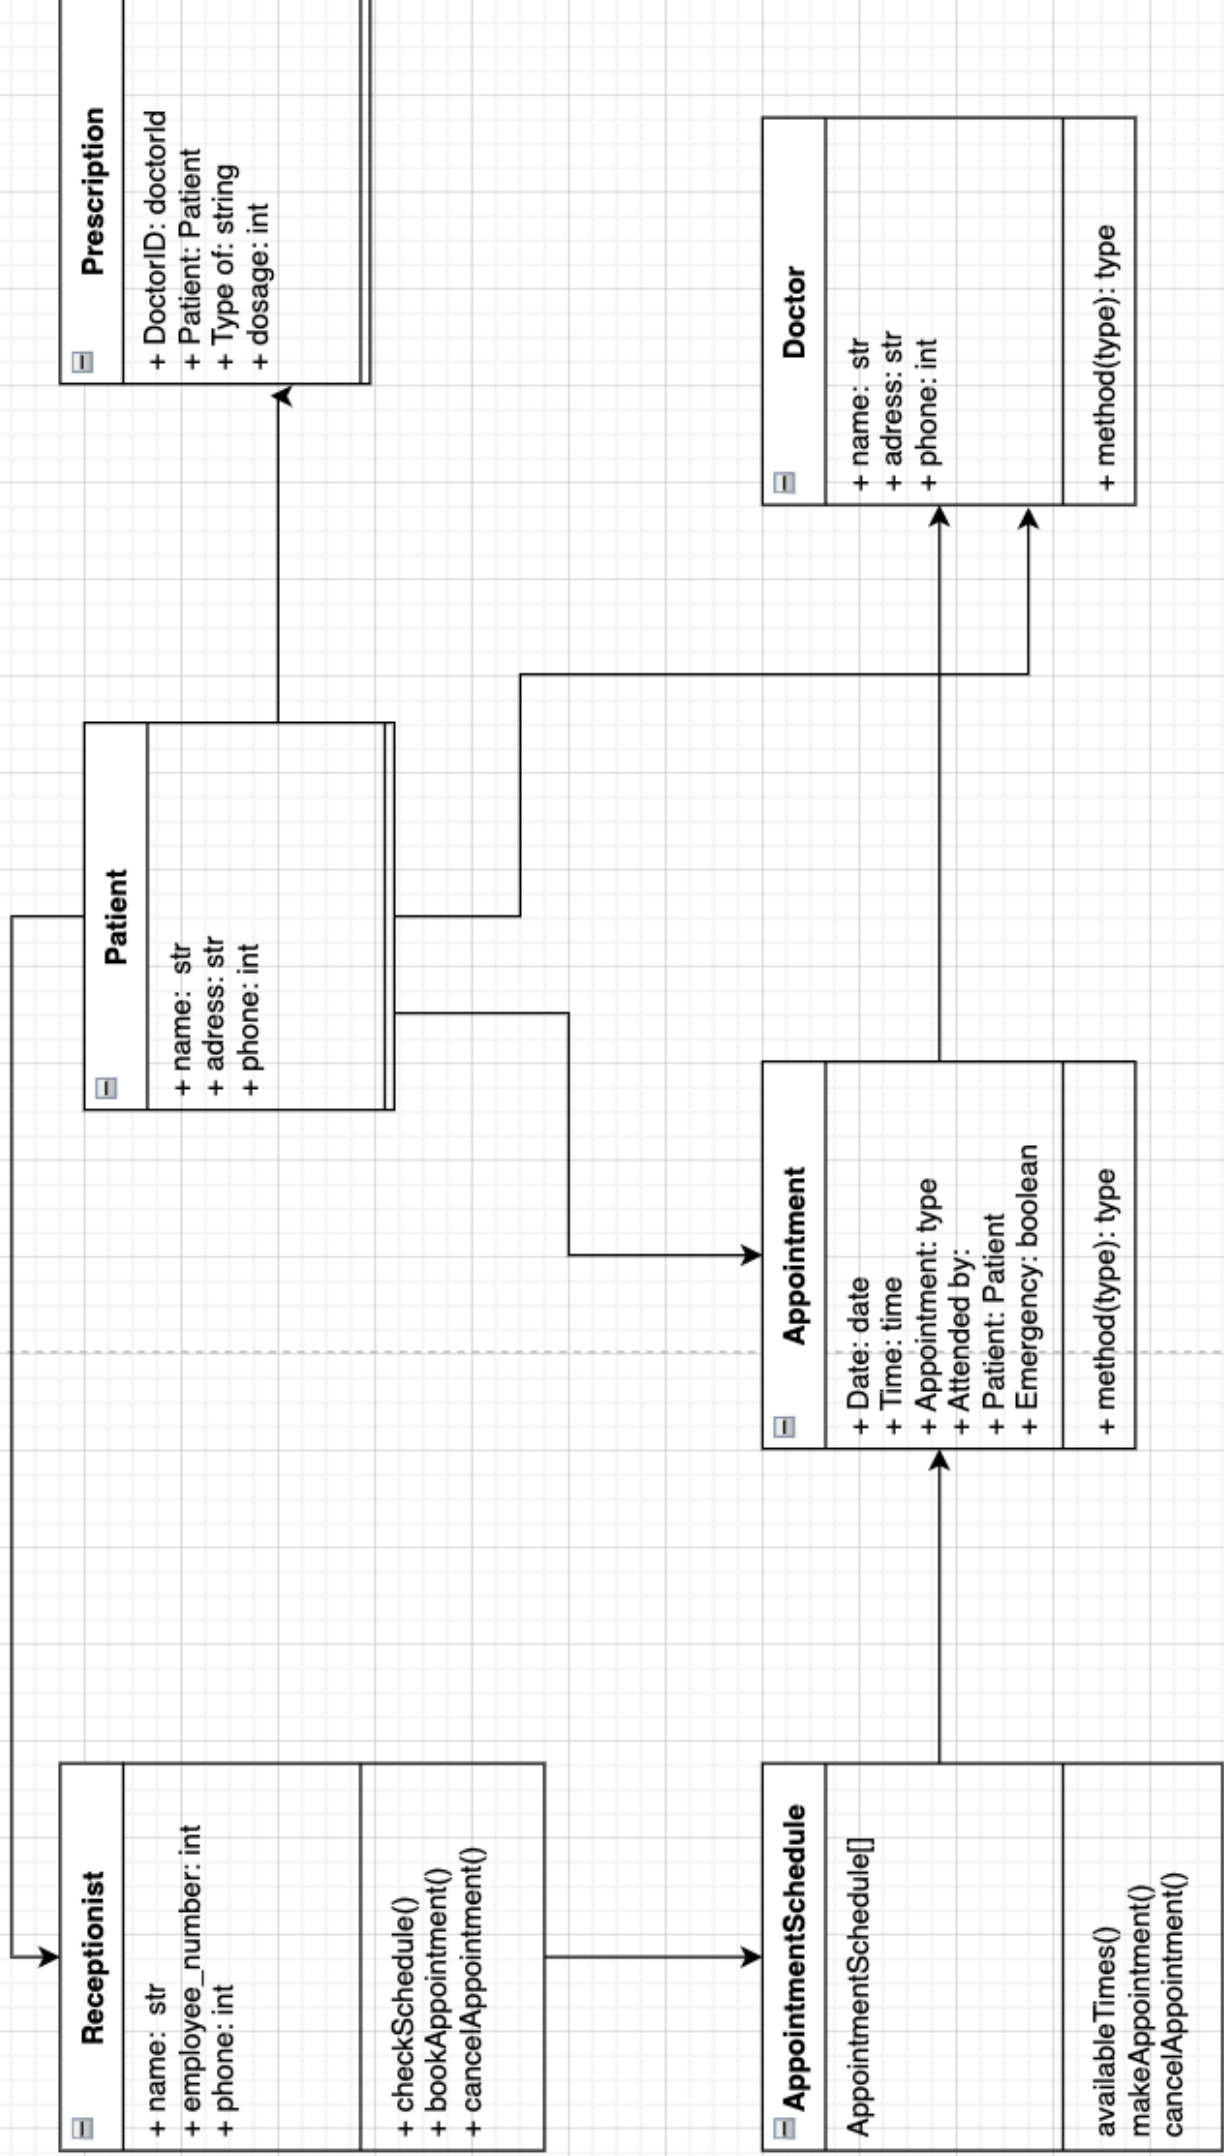 Receptionist
+ name:  str
+ employee_number: int
+ phone: int
+ checkSchedule()
+ bookAppointment()
+ cancelAppointment()
Patient
+ name:  str
+ adress: str
+ phone: int
Prescription
+ DoctorID: doctorId
+ Patient: Patient
+ Type of: string
+ dosage: int
AppointmentSchedule
AppointmentSchedule[]
availableTimes()
makeAppointment()
cancelAppointment()
Appointment
+ Date: date
+ Time: time
+ Appointment: type
+ Attended by:
+ Patient: Patient
+ Emergency: boolean
+ method(type): type
Doctor
+ name:  str
+ adress: str
+ phone: int
+ method(type): type